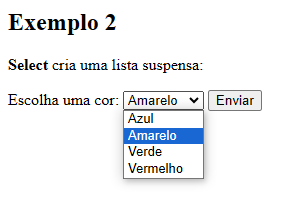 Exemplo 2
Select cria uma lista suspensa:
Escolha uma cor: Amarelo Enviar
Azul
Amarelo
Verde
Vermelho